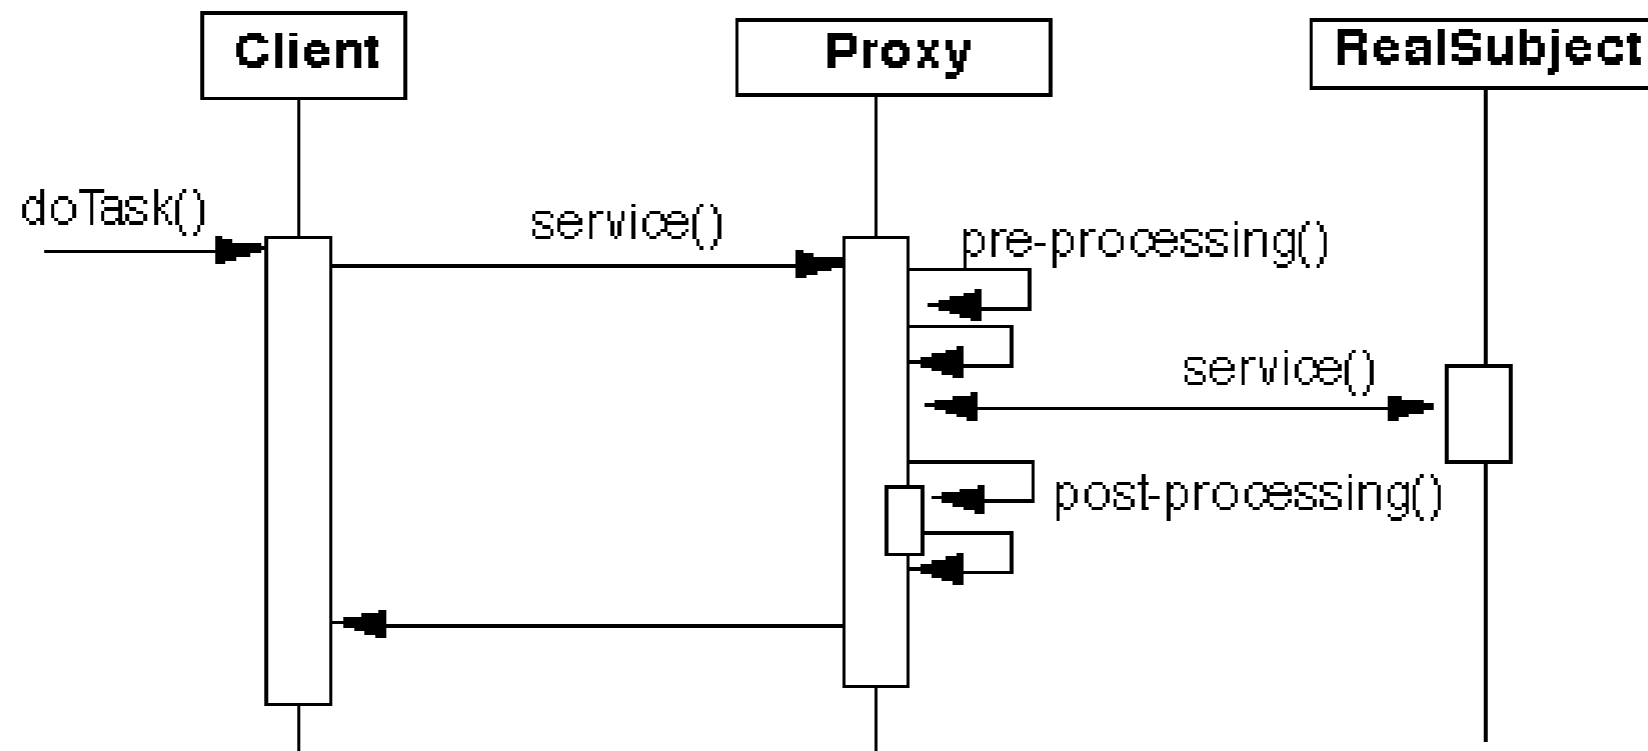 Client
Proxy
RealSubject
doTask()
service()
pre-processing()
service()
post-processing()